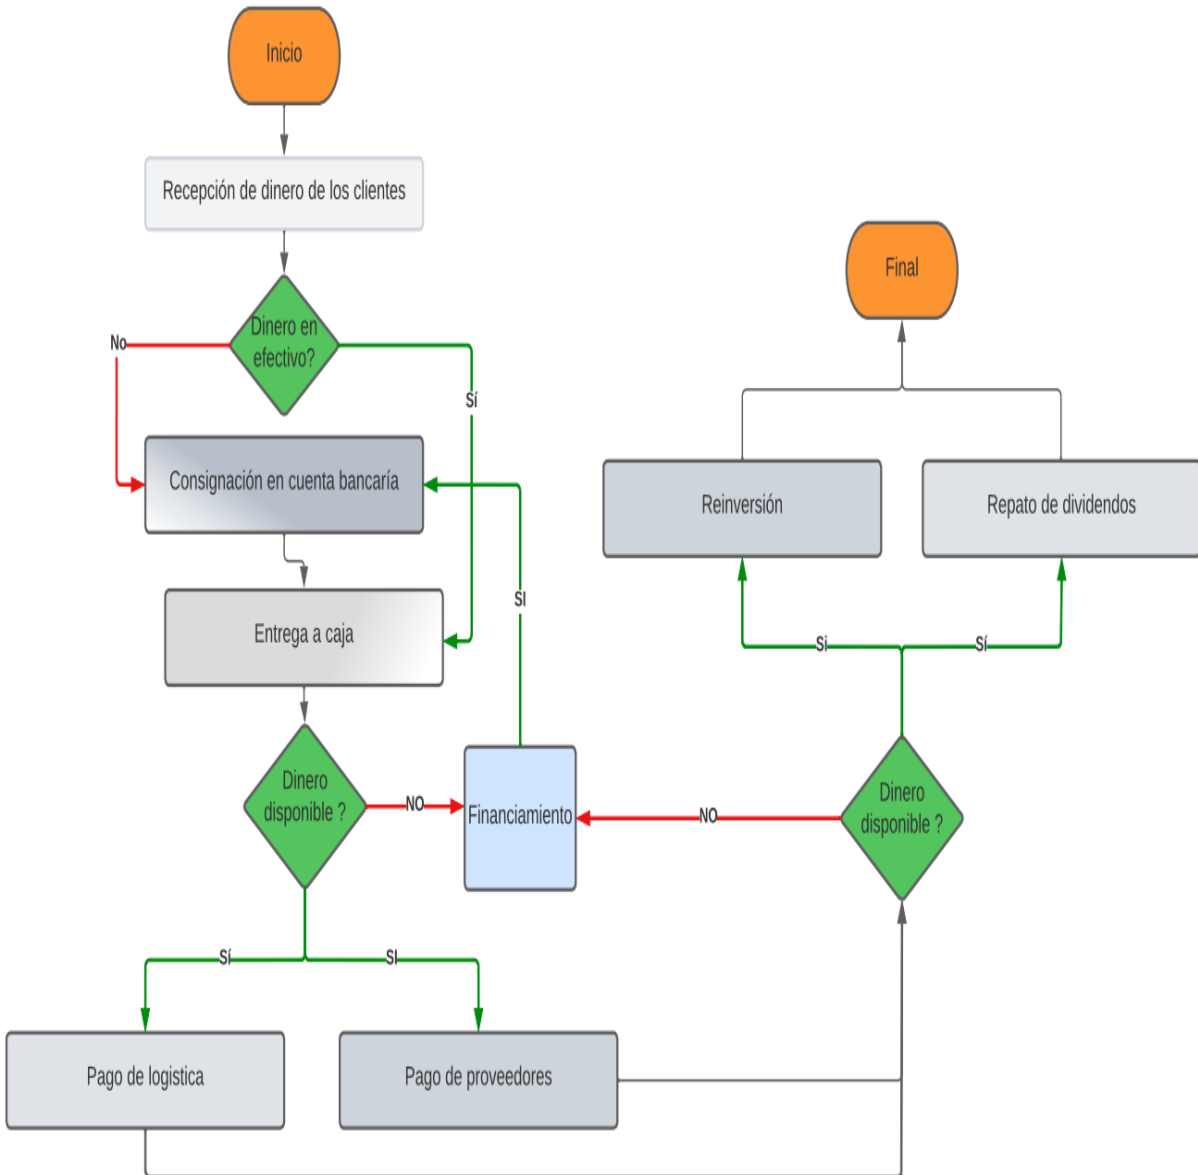 Inicio
Recepción de dinero de los clientes
Dinero en
efectivo?
No
Sí
Consignación en cuenta bancaría
Entrega a caja
SI
Dinero
disponible ?
NO
Financiamiento
Sí
SI
Pago de logistica
Pago de proveedores
Final
Reinversión
Repato de dividendos
Si
Sí
Dinero
disponible ?
NO